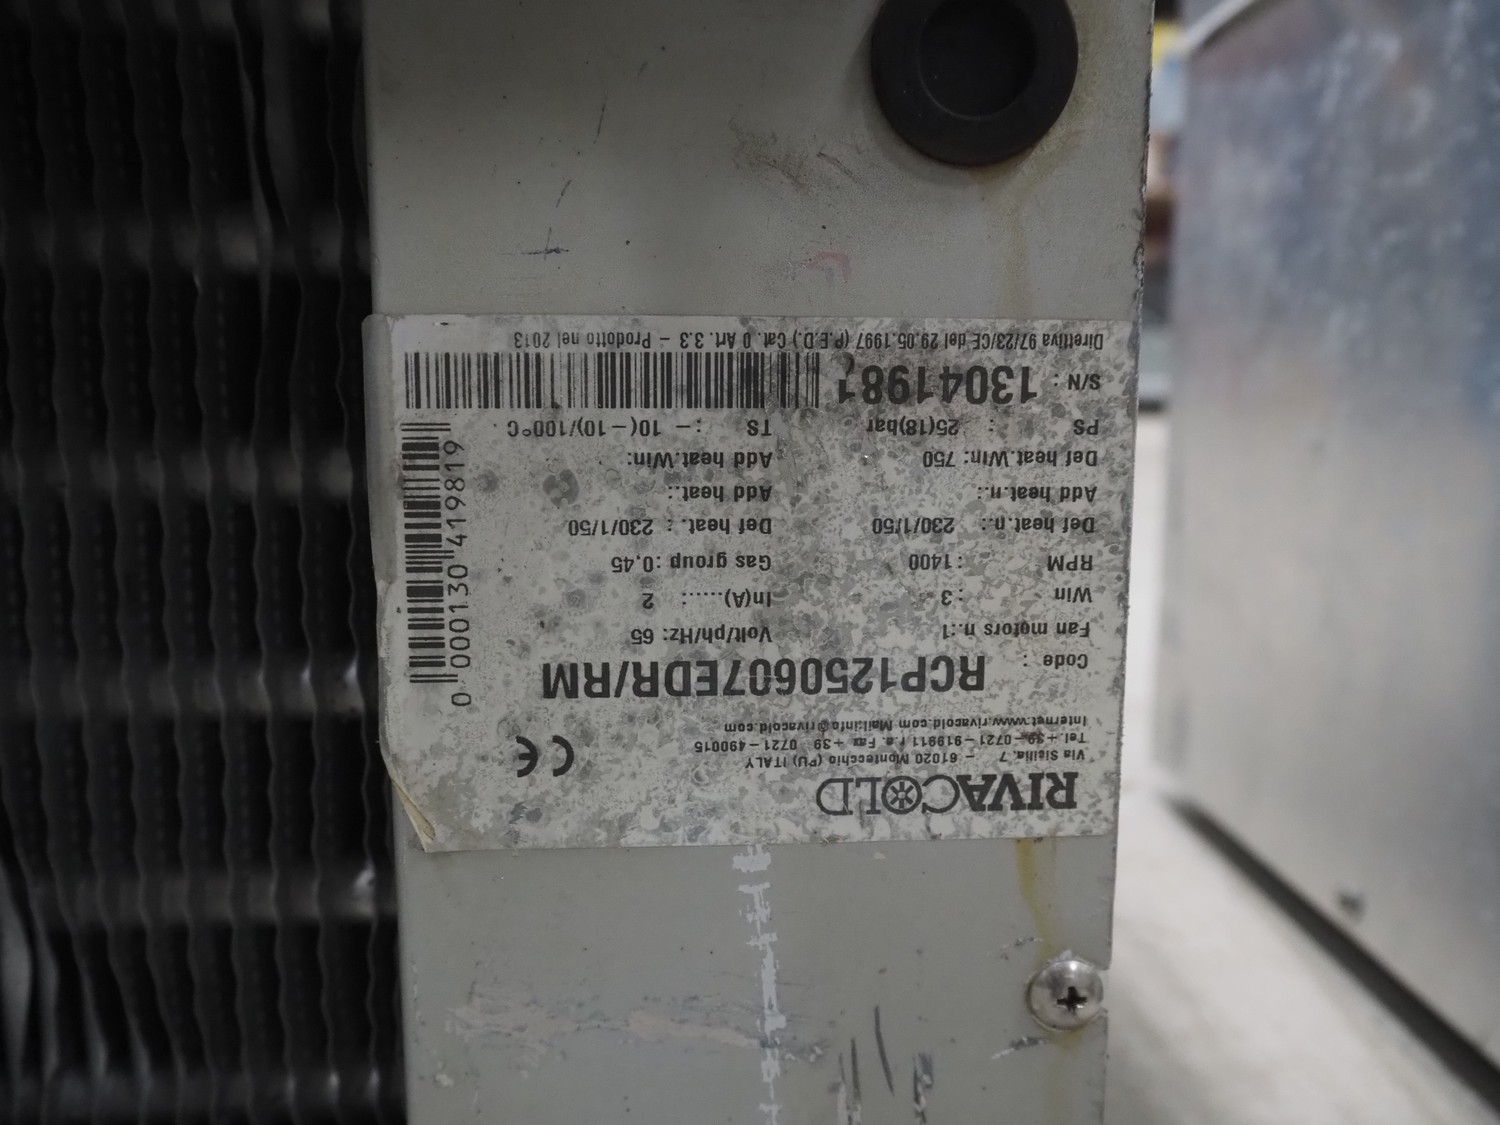 RIVACOLD
Via Sicilia, 7 - 61020 Montecchio (PU) ITALY
Tel +39-0721-919911 r.a. Fax +39 0721-490015
Internet:www.rivacold.com Mail:info@rivacold.com
CE
Code : RCP1250607EDR/RM
Fan motors n.:1 Volt/ph/Hz: 65
Win :3 In(A).....: 2
RPM :1400 Gas group :0,45
Def heat.n.: 230/1/50 Def heat. : 230/1/50
Add heat.n.: Add heat.:
Def heat.Win: 750 Add heat.Win:
PS : 25(18)bar TS :- 10(-10)/100°C
S/N : 13041981,
Direttiva 97/23/CE del 29.05.1997 (P.E.D.) Cat. 0 Art. 3.3 - Prodotto nel 2013
0 000130 419819